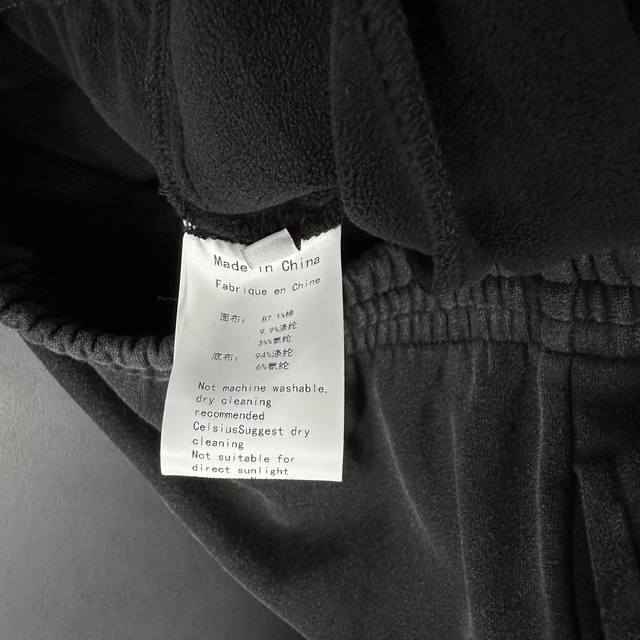 Made in China
Fabrique en Chine
面布: 87.1%棉
9.9%涤纶
3%氨纶
底布: 94%涤纶
6%氨纶
Not machine washable,
dry cleaning
recommended
CelsiusSuggest dry
cleaning
Not suitable for
direct sunlight